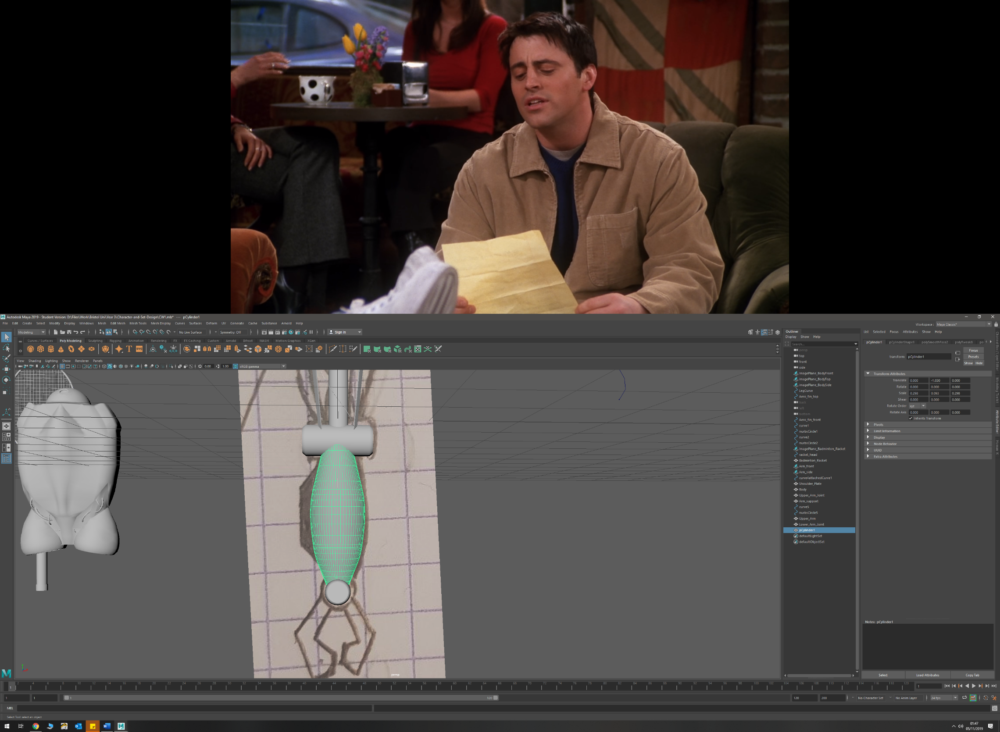 Autodesk Maya 2019 - Student Version: D:\Files\Work\Bristol Uni\Year 3\Character-and-Set-Design\CW1.mb* --- pCylinder1
File Edit Create Select Modify Display Windows Mesh Edit Mesh Mesh Tools Mesh Display Curves Surfaces Deform UV Generate Cache Substance Arnold Help
Workspace: Maya Classic*
Modeling No Live Surface Symmetry: Off Sign In
Curves / Surfaces Poly Modeling Sculpting Rigging Animation Rendering FX FX Caching Custom Arnold Bifrost MASH Motion Graphics XGen
SVG
View Shading Lighting Show Renderer Panels
0.00 1.00 sRGB gamma
persp
Outliner
Display Show Help
Search...
persp
top
front
side
imagePlane_BodyFront
imagePlane_BodyTop
imagePlane_BodySide
LegCurve
Aero_fin_top
back
left
bottom
Aero_fin_front
curve1
nurbsCircle1
curve2
nurbsCircle2
ImagePlane_Badminton_Racket
racket_head
Badminton_Racket
Arm_front
Arm_side
curve4attachedCurve1
Shoulder_Plate
Body
Upper_Arm_Joint
Arm_support
curve5
nurbsCircle5
Upper_Arm
Lower_Arm_Joint
pCylinder1
defaultLightSet
defaultObjectSet
List Selected Focus Attributes Show Help
pCylinder1 pCylinderShape1 polySmoothFace2 polyTweak6 po
Focus
transform: pCylinder1 Presets
Show Hide
Transform Attributes
Translate 0.000 -1.030 0.000
Rotate 0.000 0.000 0.000
Scale 0.298 0.093 0.298
Shear 0.000 0.000 0.000
Rotate Order xyz
Rotate Axis 0.000 0.000 0.000
Inherits Transform
Pivots
Limit Information
Display
Node Behavior
UUID
Extra Attributes
Notes: pCylinder1
Select Load Attributes Copy Tab
Channel Box / Layer Editor
Modeling Toolkit
Attribute Editor
1 2 4 6 8 10 12 14 16 18 20 22 24 26 28 30 32 34 36 38 40 42 44 46 48 50 52 54 56 58 60 62 64 66 68 70 72 74 76 78 80 82 84 86 88 90 92 94 96 98 100 102 104 106 108 110 112 114 116 118 120 1
1 1 1 120 120 200 No Character Set No Anim Layer 24 fps
MEL
Select Tool: select an object
01:47
05/11/2019